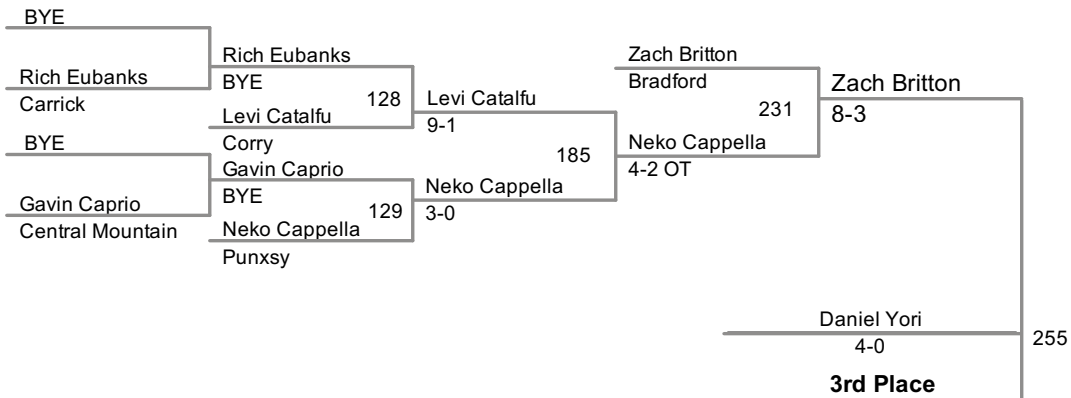 BYE
Rich Eubanks
Carrick
BYE
Gavin Caprio
Central Mountain
Rich Eubanks
BYE
128
Levi Catalfu
Corry
Gavin Caprio
BYE
129
Neko Cappella
Punxsy
Levi Catalfu
9-1
185
Neko Cappella
3-0
Zach Britton
Bradford
231
Neko Cappella
4-2 OT
Zach Britton
8-3
Daniel Yori
4-0
255
3rd Place